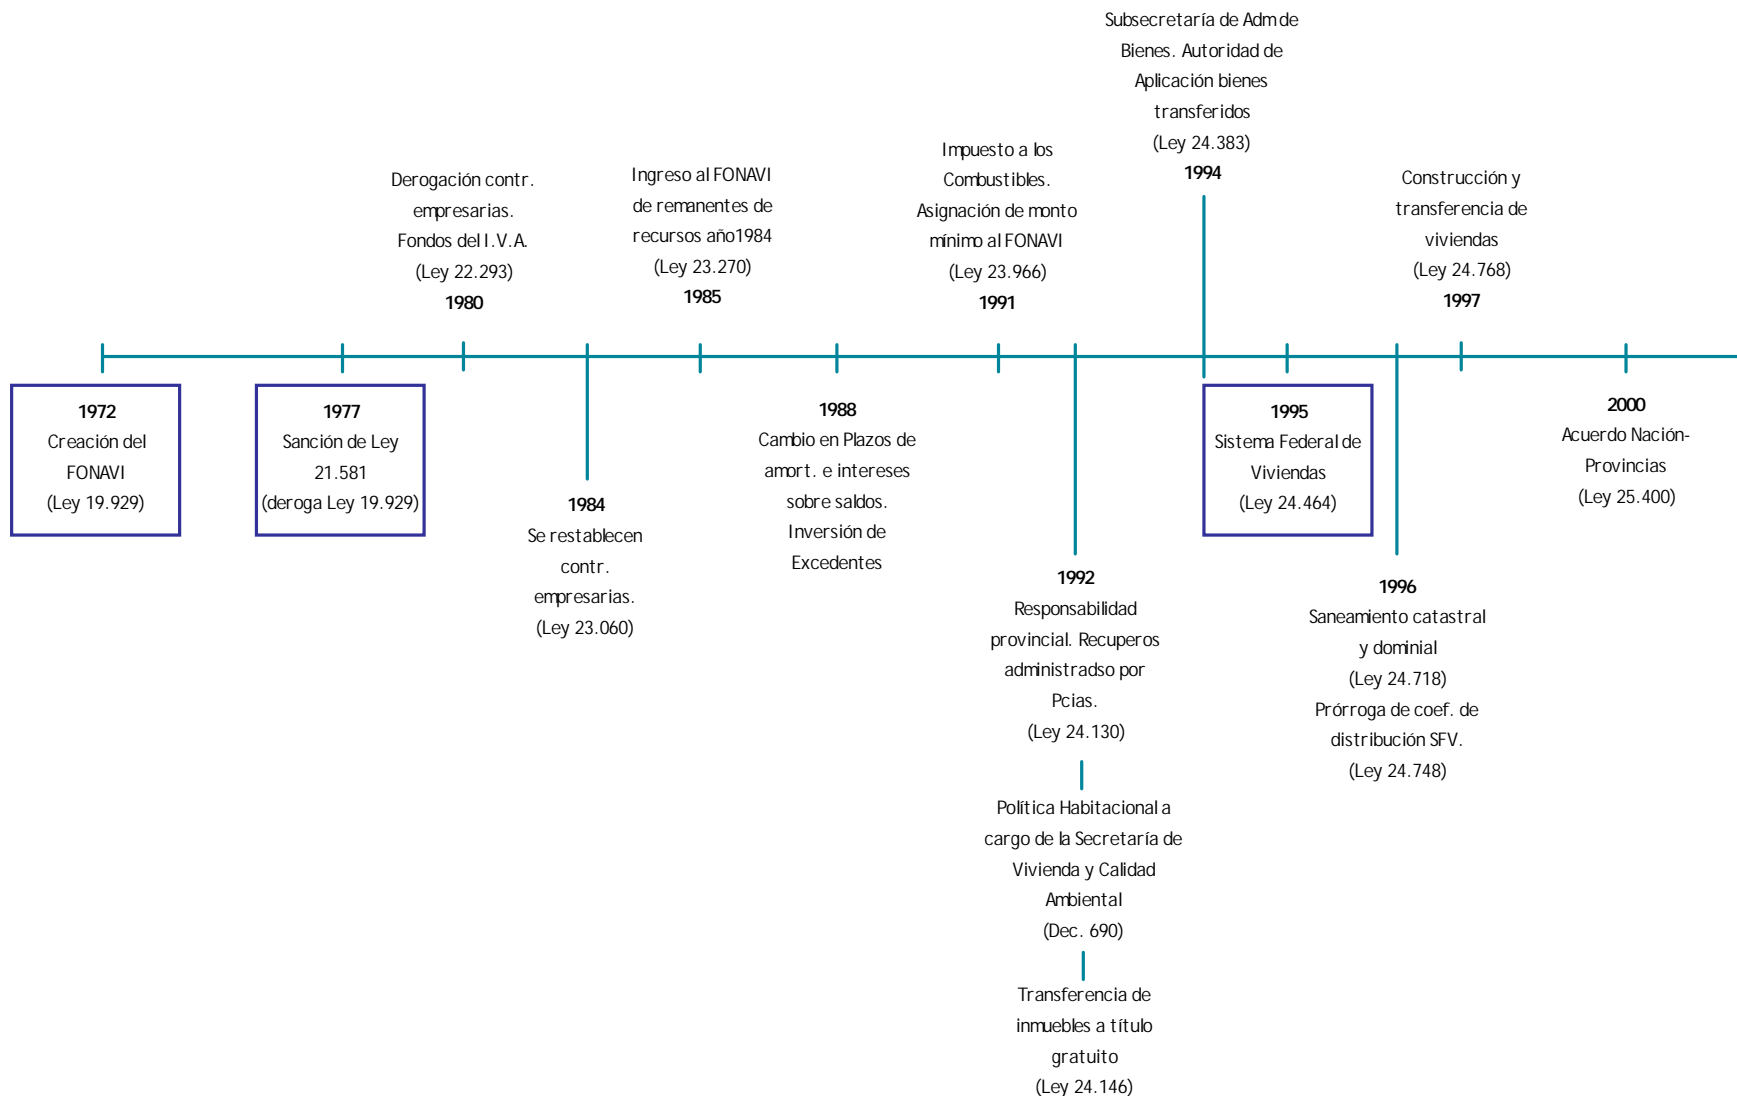 Subsecretaría de Adm de
Bienes. Autoridad de
Aplicación bienes
transferidos
(Ley 24.383)
1994
Derogación contr.
empresarias.
Fondos del I.V.A.
(Ley 22.293)
1980
Ingreso al FONAVI
de remanentes de
recursos año1984
(Ley 23.270)
1985
Impuesto a los
Combustibles.
Asignación de monto
mínimo al FONAVI
(Ley 23.966)
1991
Construcción y
transferencia de
viviendas
(Ley 24.768)
1997
1972
Creación del
FONAVI
(Ley 19.929)
1977
Sanción de Ley
21.581
(deroga Ley 19.929)
1984
Se restablecen
contr.
empresarias.
(Ley 23.060)
1988
Cambio en Plazos de
amort. e intereses
sobre saldos.
Inversión de
Excedentes
1992
Responsabilidad
provincial. Recuperos
administradso por
Pcias.
(Ley 24.130)
Política Habitacional a
cargo de la Secretaría de
Vivienda y Calidad
Ambiental
(Dec. 690)
Transferencia de
inmuebles a título
gratuito
(Ley 24.146)
1995
Sistema Federal de
Viviendas
(Ley 24.464)
1996
Saneamiento catastral
y dominial
(Ley 24.718)
Prórroga de coef. de
distribución SFV.
(Ley 24.748)
2000
Acuerdo Nación-
Provincias
(Ley 25.400)